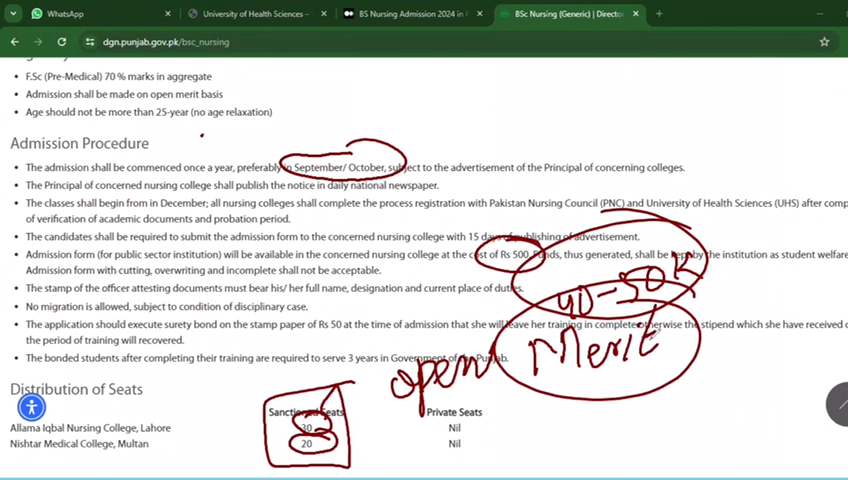 WhatsApp
University of Health Sciences -
BS Nursing Admission 2024 in
BSc Nursing (Generic) | Director
dgn.punjab.gov.pk/bsc_nursing
F.Sc (Pre-Medical) 70 % marks in aggregate
Admission shall be made on open merit basis
Age should not be more than 25-year (no age relaxation)
Admission Procedure
The admission shall be commenced once a year, preferably in September/ October, subject to the advertisement of the Principal of concerning colleges.
The Principal of concerned nursing college shall publish the notice in daily national newspaper.
The classes shall begin from in December; all nursing colleges shall complete the process registration with Pakistan Nursing Council (PNC) and University of Health Sciences (UHS) after comp
of verification of academic documents and probation period.
The candidates shall be required to submit the admission form to the concerned nursing college with 15 days of publishing of advertisement.
Admission form (for public sector institution) will be available in the concerned nursing college at the cost of Rs 500. Funds, thus generated, shall be kept by the institution as student welfare
Admission form with cutting, overwriting and incomplete shall not be acceptable.
The stamp of the officer attesting documents must bear his/ her full name, designation and current place of duties.
40-50K
No migration is allowed, subject to condition of disciplinary case.
The application should execute surety bond on the stamp paper of Rs 50 at the time of admission that she will leave her training in complete otherwise the stipend which she have received
the period of training will recovered.
The bonded students after completing their training are required to serve 3 years in Government of the Punjab.
open Merit
Distribution of Seats
Sanctioned Seats Private Seats
Allama Iqbal Nursing College, Lahore 30 Nil
Nishtar Medical College, Multan 20 Nil